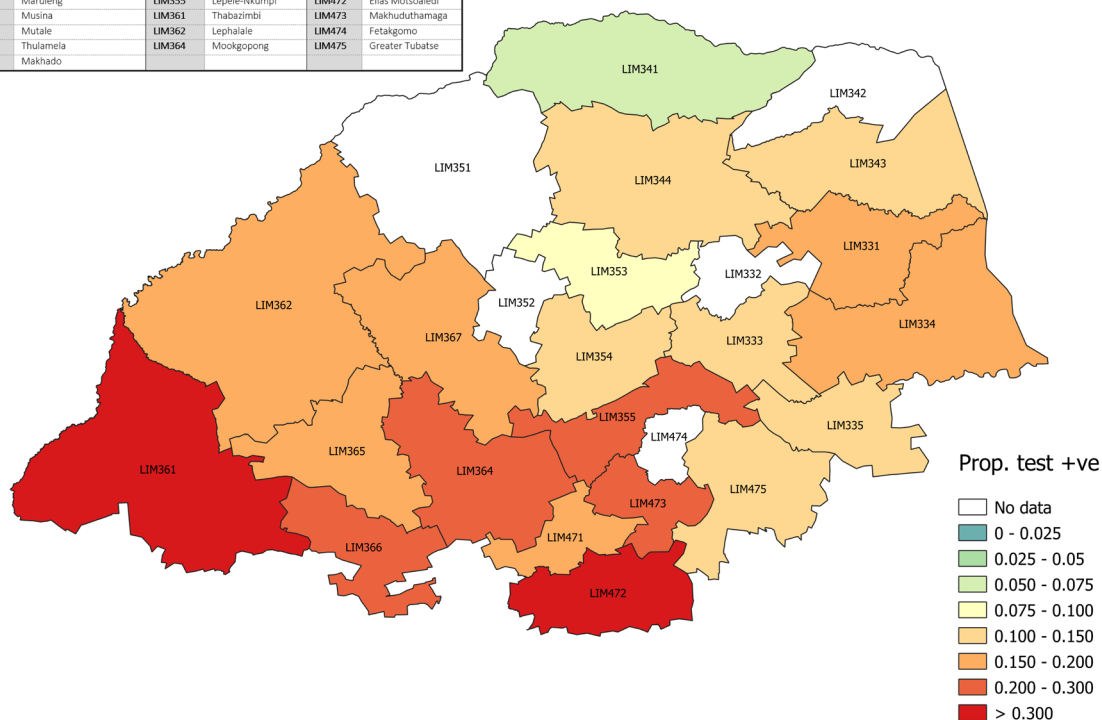 Maruleng LIM355 Lepele-Nkumpi LIM472 Elias Motsoaledi
Musina LIM361 Thabazimbi LIM473 Makhuduthamaga
Mutale LIM362 Lephalale LIM474 Fetakgomo
Thulamela LIM364 Mookgopong LIM475 Greater Tubatse
Makhado
LIM341
LIM342
LIM351
LIM343
LIM344
LIM331
LIM353
LIM332
LIM352
LIM362
LIM334
LIM367
LIM333
LIM354
LIM355
LIM335
LIM474
LIM365
LIM361
LIM364
LIM475
LIM473
LIM471
LIM366
LIM472
Prop. test +ve
No data
0 - 0.025
0.025 - 0.05
0.050 - 0.075
0.075 - 0.100
0.100 - 0.150
0.150 - 0.200
0.200 - 0.300
> 0.300